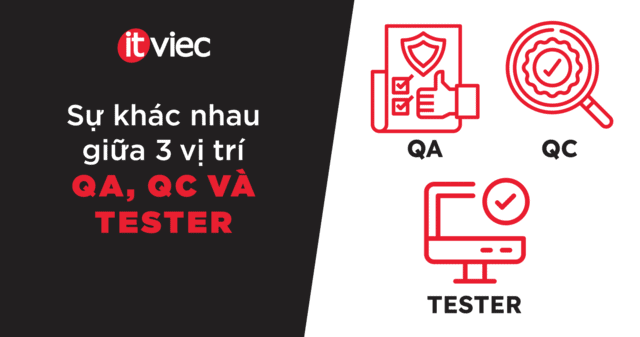 itviec
Sự khác nhau
giữa 3 vị trí
QA, QC VÀ
TESTER
QA
QC
TESTER